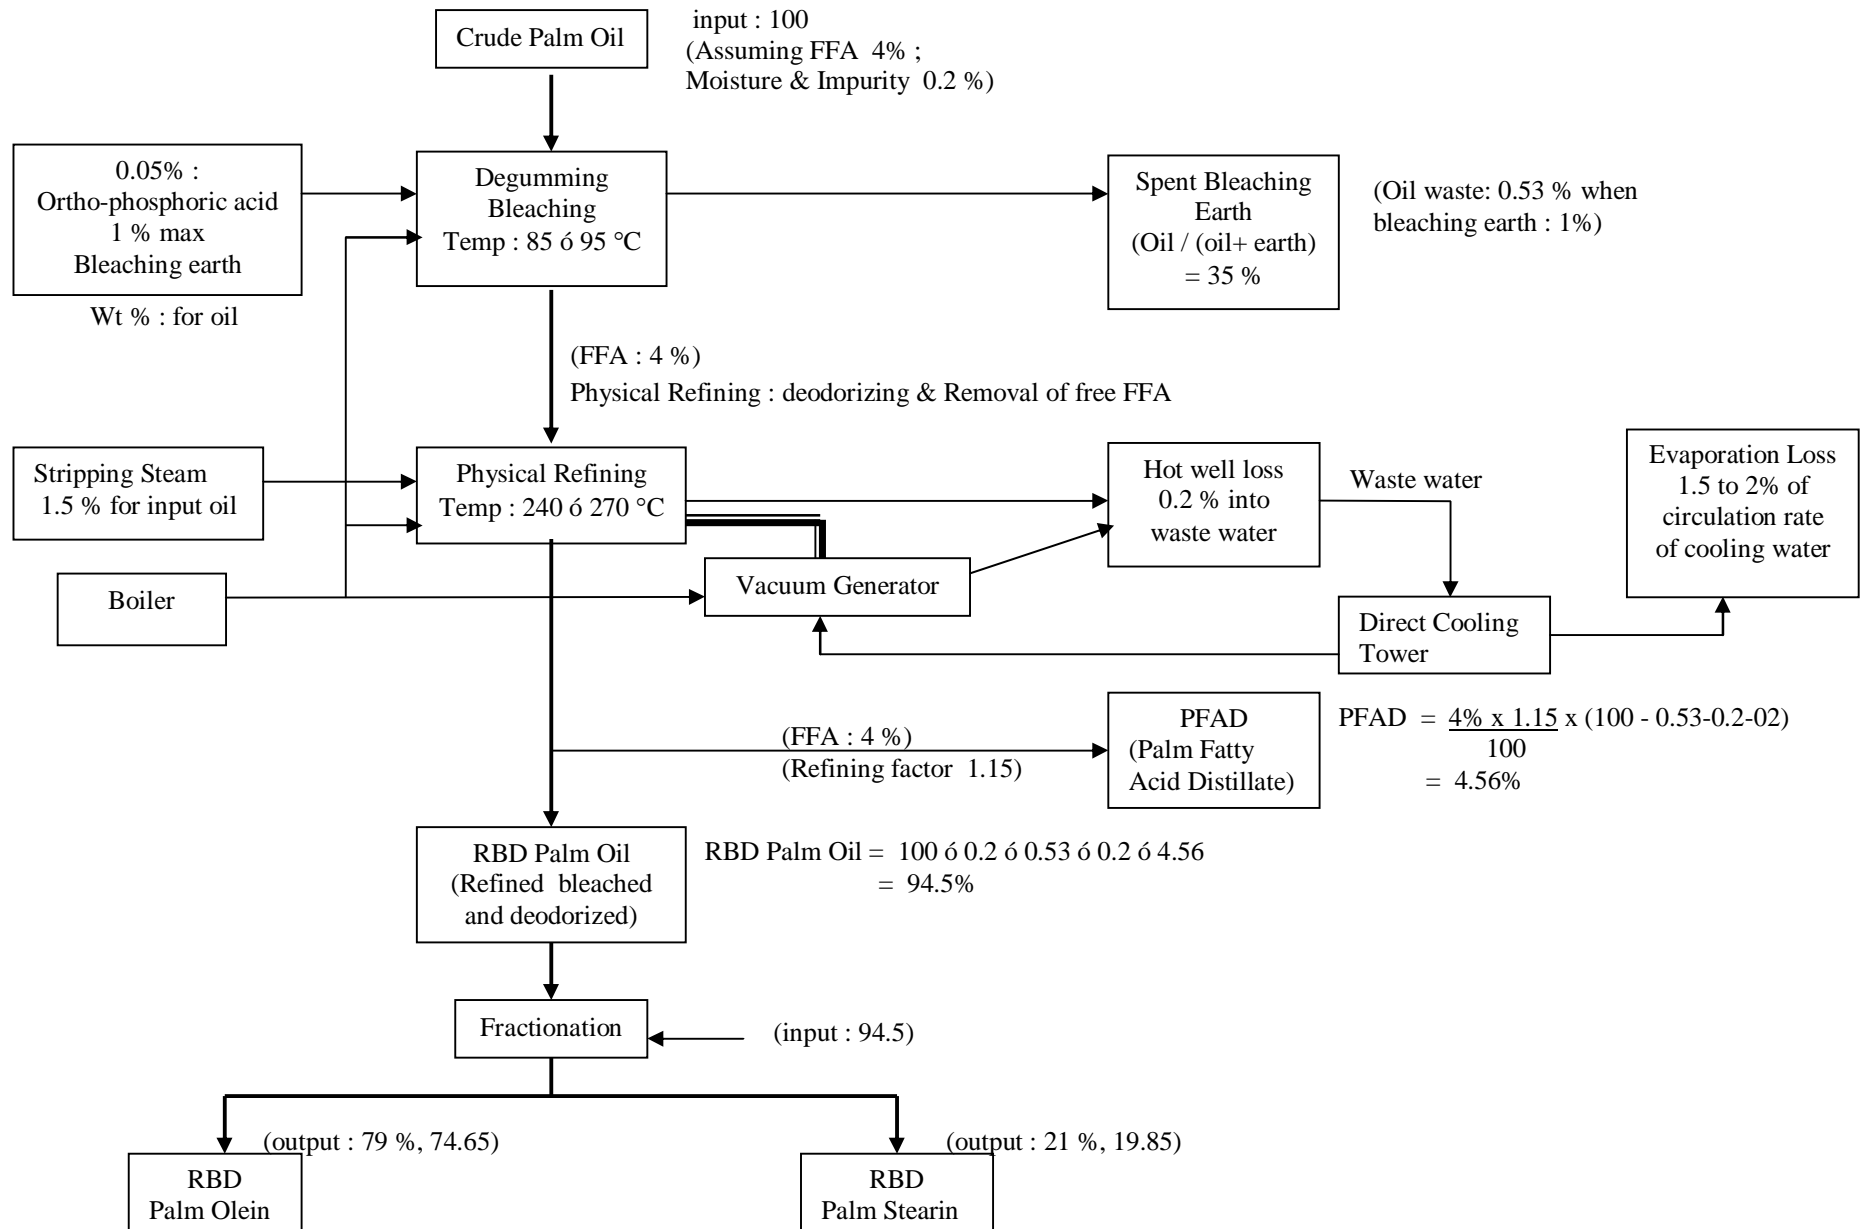 Crude Palm Oil
input : 100
(Assuming FFA 4% ;
Moisture & Impurity 0.2 %)
0.05% :
Ortho-phosphoric acid
1 % max
Bleaching earth
Wt % : for oil
Degumming
Bleaching
Temp : 85 ó 95 °C
Spent Bleaching
Earth
(Oil / (oil+ earth)
= 35 %
(Oil waste: 0.53 % when
bleaching earth : 1%)
(FFA : 4 %)
Physical Refining : deodorizing & Removal of free FFA
Stripping Steam
1.5 % for input oil
Physical Refining
Temp : 240 ó 270 °C
Hot well loss
0.2 % into
waste water
Waste water
Evaporation Loss
1.5 to 2% of
circulation rate
of cooling water
Boiler
Vacuum Generator
Direct Cooling
Tower
(FFA : 4 %)
(Refining factor 1.15)
PFAD
(Palm Fatty
Acid Distillate)
PFAD = 4% x 1.15 x (100 - 0.53-0.2-02)
100
= 4.56%
RBD Palm Oil
(Refined bleached
and deodorized)
RBD Palm Oil = 100 ó 0.2 ó 0.53 ó 0.2 ó 4.56
= 94.5%
Fractionation
(input : 94.5)
(output : 79 %, 74.65)
(output : 21 %, 19.85)
RBD
Palm Olein
RBD
Palm Stearin